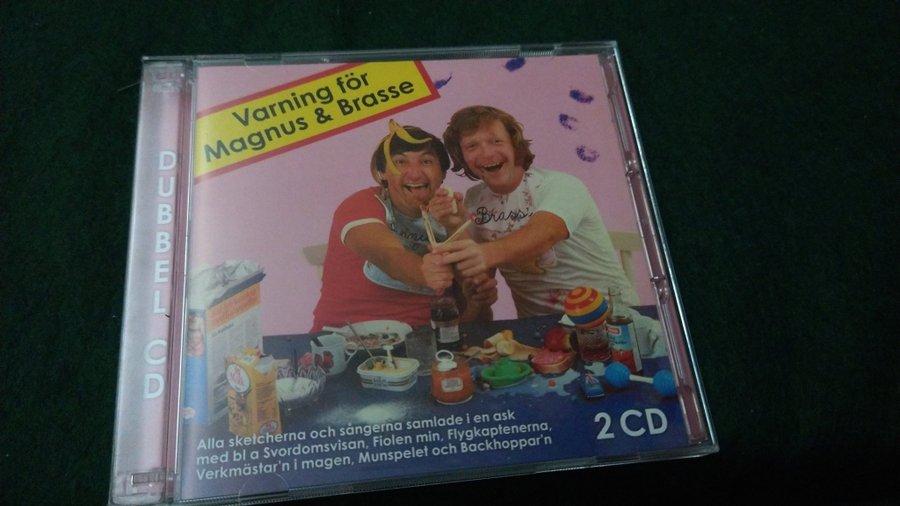 Varning för
Magnus & Brasse
DUBBEL CD
Brasse
Alla sketcherna och sångerna samlade i en ask
med bl a Svordomsvisan, Fiolen min, Flygkaptenerna,
Verkmästar'n i magen, Munspelet och Backhoppar'n
2 CD